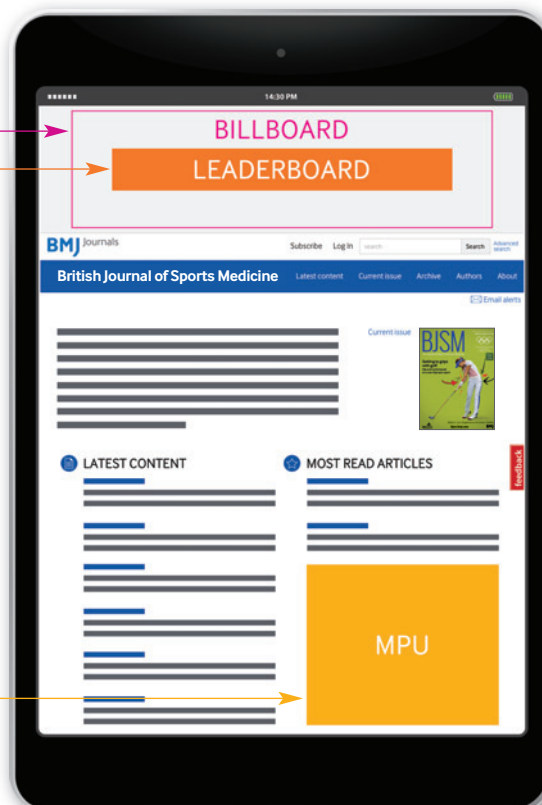 14:30 PM
BILLBOARD
LEADERBOARD
BMJ Journals
Subscribe Log In search Search Advanced search
British Journal of Sports Medicine Latest content Current issue Archive Authors About
Email alerts
Current issue
BJSM
LATEST CONTENT
MOST READ ARTICLES
feedback
MPU